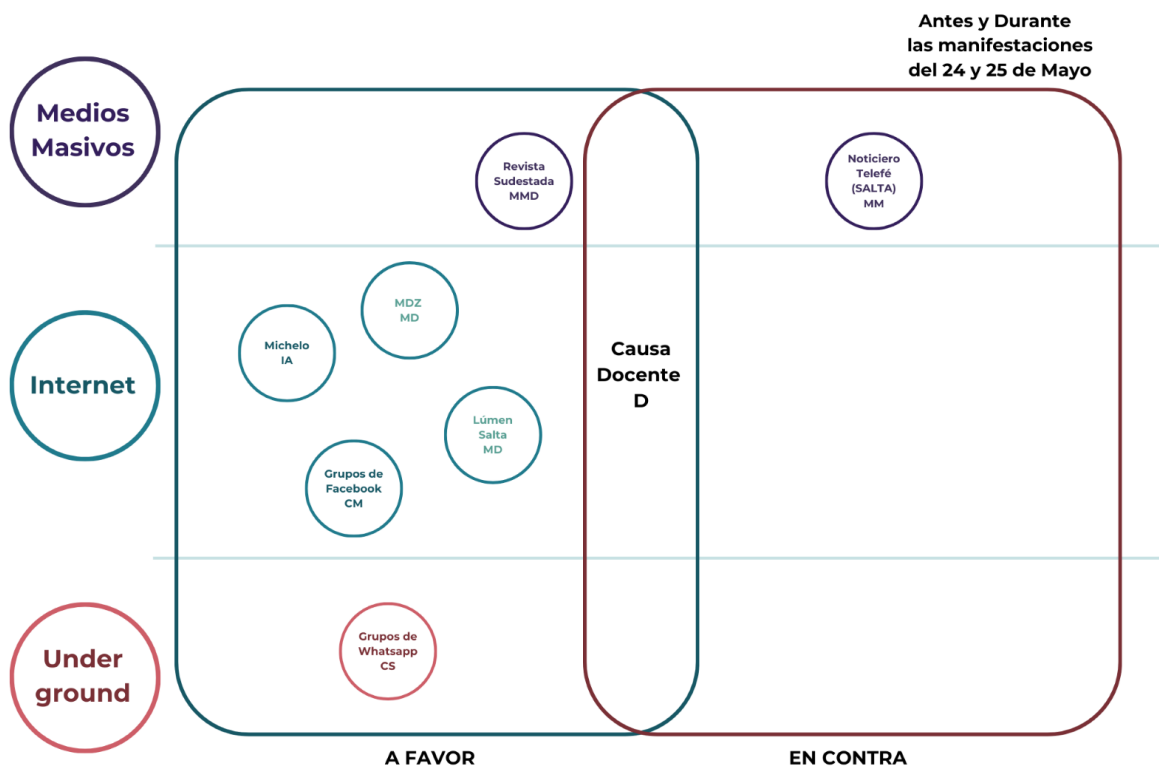 Antes y Durante
las manifestaciones
del 24 y 25 de Mayo
Medios
Masivos
Revista
Sudestada
MMD
Noticiero
Telefé
(SALTA)
MM
Internet
MDZ
MD
Michelo
IA
Lúmen
Salta
MD
Grupos de
Facebook
CM
Causa
Docente
D
Under
ground
Grupos de
Whatsapp
CS
A FAVOR
EN CONTRA